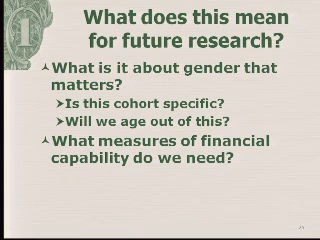 What does this mean
for future research?
What is it about gender that
matters?
Is this cohort specific?
Will we age out of this?
What measures of financial
capability do we need?